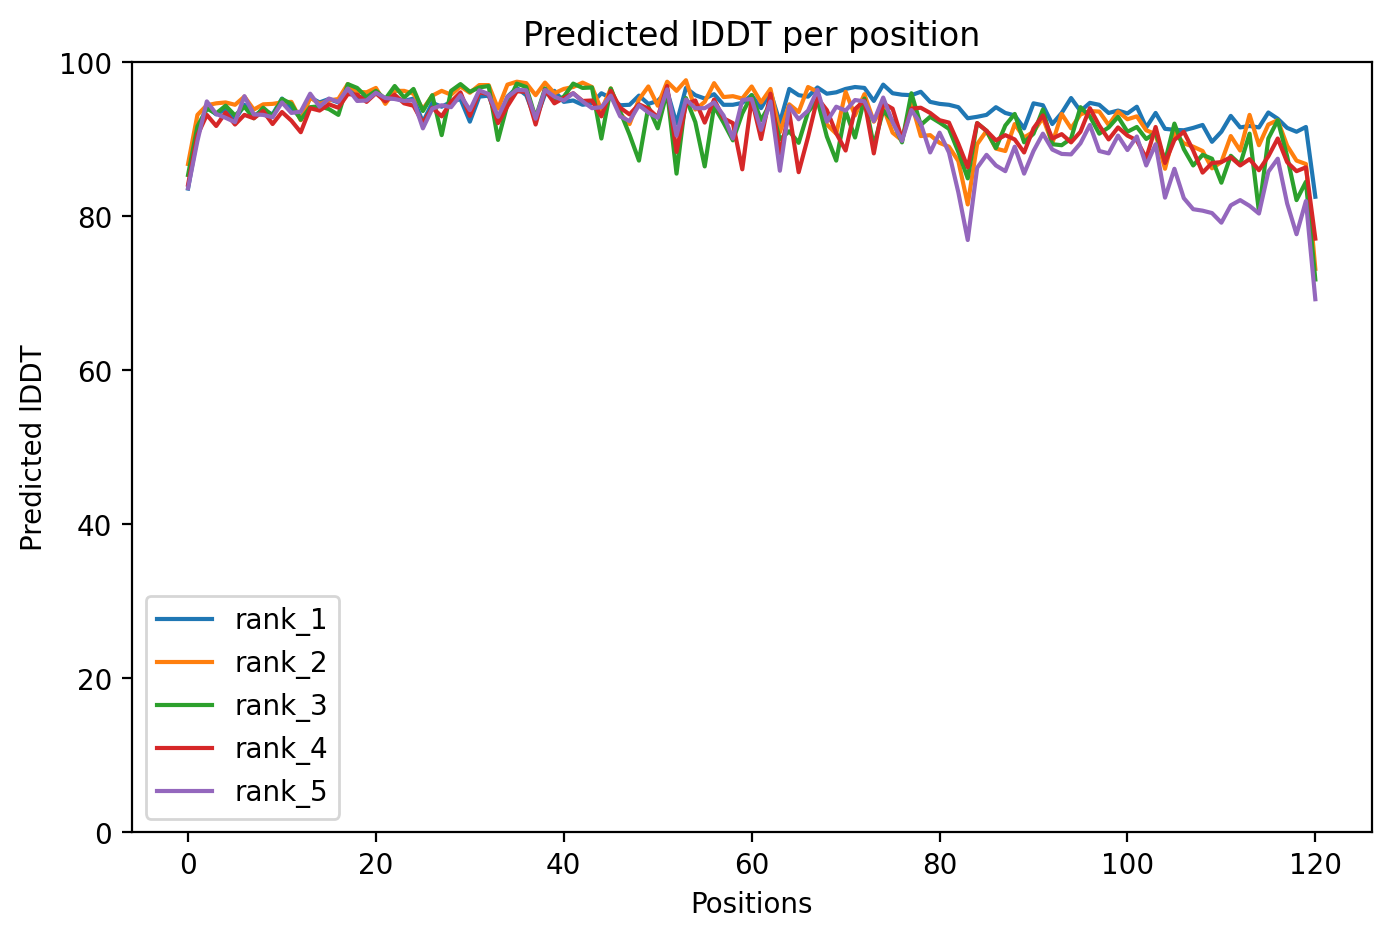 Predicted lDDT per position
100
80
60
40
20
0
Predicted lDDT
rank_1
rank_2
rank_3
rank_4
rank_5
0 20 40 60 80 100 120
Positions